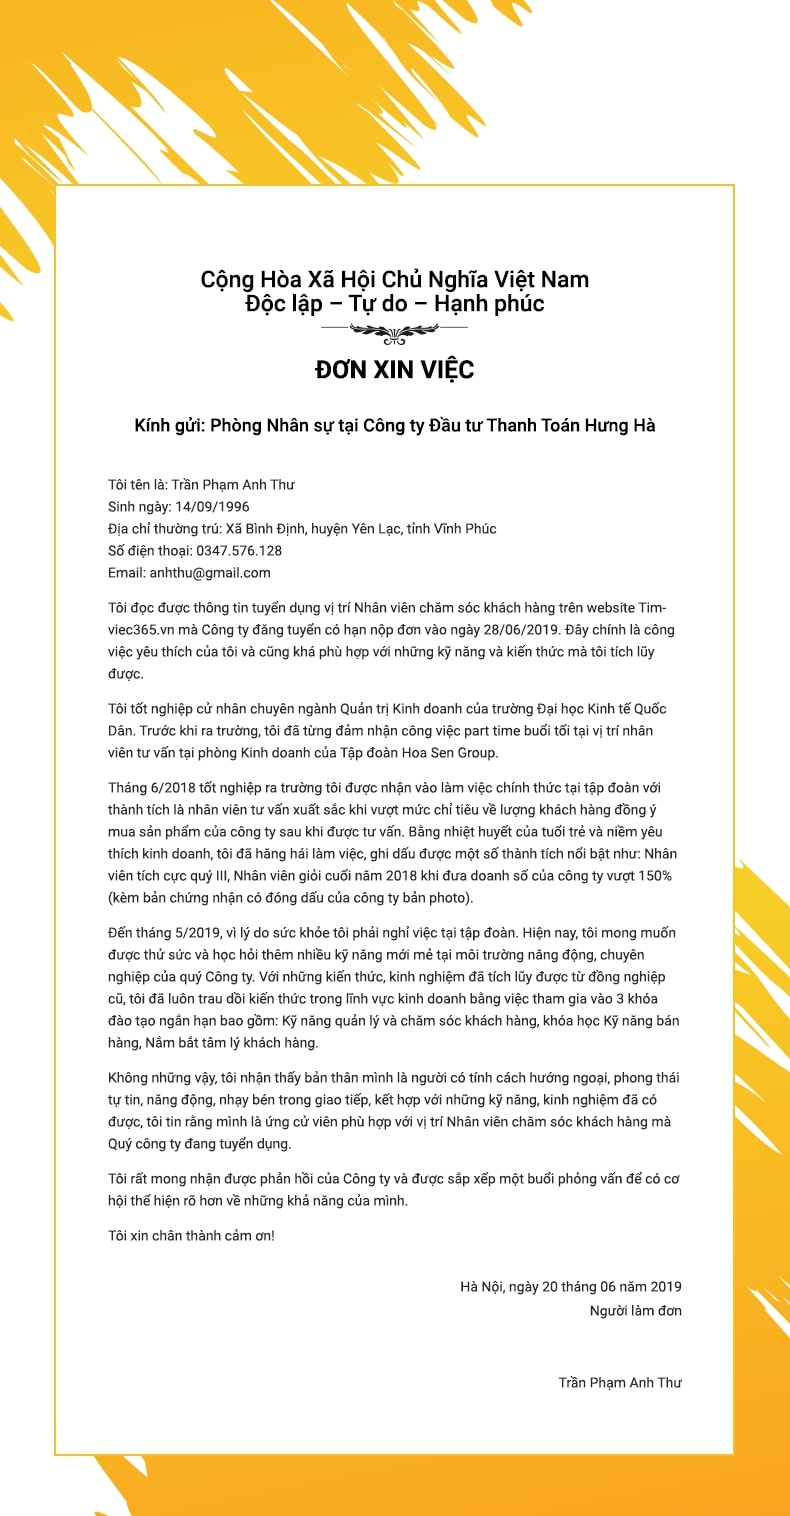 Cộng Hòa Xã Hội Chủ Nghĩa Việt Nam
Độc lập – Tự do – Hạnh phúc
ĐƠN XIN VIỆC
Kính gửi: Phòng Nhân sự tại Công ty Đầu tư Thanh Toán Hưng Hà
Tôi tên là: Trần Phạm Anh Thư
Sinh ngày: 14/09/1996
Địa chỉ thường trú: Xã Bình Định, huyện Yên Lạc, tỉnh Vĩnh Phúc
Số điện thoại: 0347.576.128
Email: anhthu@gmail.com
Tôi đọc được thông tin tuyển dụng vị trí Nhân viên chăm sóc khách hàng trên website Tim-
viec365.vn mà Công ty đăng tuyển có hạn nộp đơn vào ngày 28/06/2019. Đây chính là công
việc yêu thích của tôi và cũng khá phù hợp với những kỹ năng và kiến thức mà tôi tích lũy
được.
Tôi tốt nghiệp cử nhân chuyên ngành Quản trị Kinh doanh của trường Đại học Kinh tế Quốc
Dân. Trước khi ra trường, tôi đã từng đảm nhận công việc part time buổi tối tại vị trí nhân
viên tư vấn tại phòng Kinh doanh của Tập đoàn Hoa Sen Group.
Tháng 6/2018 tốt nghiệp ra trường tôi được nhận vào làm việc chính thức tại tập đoàn với
thành tích là nhân viên tư vấn xuất sắc khi vượt mức chỉ tiêu về lượng khách hàng đồng ý
mua sản phẩm của công ty sau khi được tư vấn. Bằng nhiệt huyết của tuổi trẻ và niềm yêu
thích kinh doanh, tôi đã hăng hái làm việc, ghi dấu được một số thành tích nổi bật như: Nhân
viên tích cực quý III, Nhân viên giỏi cuối năm 2018 khi đưa doanh số của công ty vượt 150%
(kèm bản chứng nhận có đóng dấu của công ty bản photo).
Đến tháng 5/2019, vì lý do sức khỏe tôi phải nghỉ việc tại tập đoàn. Hiện nay, tôi mong muốn
được thử sức và học hỏi thêm nhiều kỹ năng mới mẻ tại môi trường năng động, chuyên
nghiệp của quý Công ty. Với những kiến thức, kinh nghiệm đã tích lũy được từ đồng nghiệp
cũ, tôi đã luôn trau dồi kiến thức trong lĩnh vực kinh doanh bằng việc tham gia vào 3 khóa
đào tạo ngắn hạn bao gồm: Kỹ năng quản lý và chăm sóc khách hàng, khóa học Kỹ năng bán
hàng, Nắm bắt tâm lý khách hàng.
Không những vậy, tôi nhận thấy bản thân mình là người có tính cách hướng ngoại, phong thái
tự tin, năng động, nhạy bén trong giao tiếp, kết hợp với những kỹ năng, kinh nghiệm đã có
được, tôi tin rằng mình là ứng cử viên phù hợp với vị trí Nhân viên chăm sóc khách hàng mà
Quý công ty đang tuyển dụng.
Tôi rất mong nhận được phản hồi của Công ty và được sắp xếp một buổi phỏng vấn để có cơ
hội thể hiện rõ hơn về những khả năng của mình.
Tôi xin chân thành cảm ơn!
Hà Nội, ngày 20 tháng 06 năm 2019
Người làm đơn
Trần Phạm Anh Thư